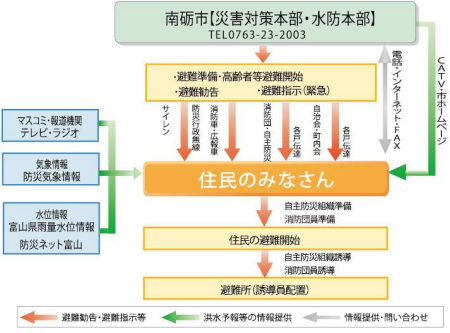 南砺市【災害対策本部・水防本部】
TEL0763-23-2003
・避難準備・高齢者等避難開始
・避難勧告 ・避難指示（緊急）
サイレン
防災行政無線
消防車・広報車
消防団・自主防災
各戸伝達
自治会・町内会
各戸伝達
電話・インターネット・FAX
CATV・市ホームページ
マスコミ・報道機関
テレビ・ラジオ
気象情報
防災気象情報
水位情報
富山県雨量水位情報
防災ネット富山
住民のみなさん
自主防災組織準備
消防団員準備
住民の避難開始
自主防災組織誘導
消防団員誘導
避難所（誘導員配置）
避難勧告・避難指示等
洪水予報等の情報提供
情報提供・問い合わせ